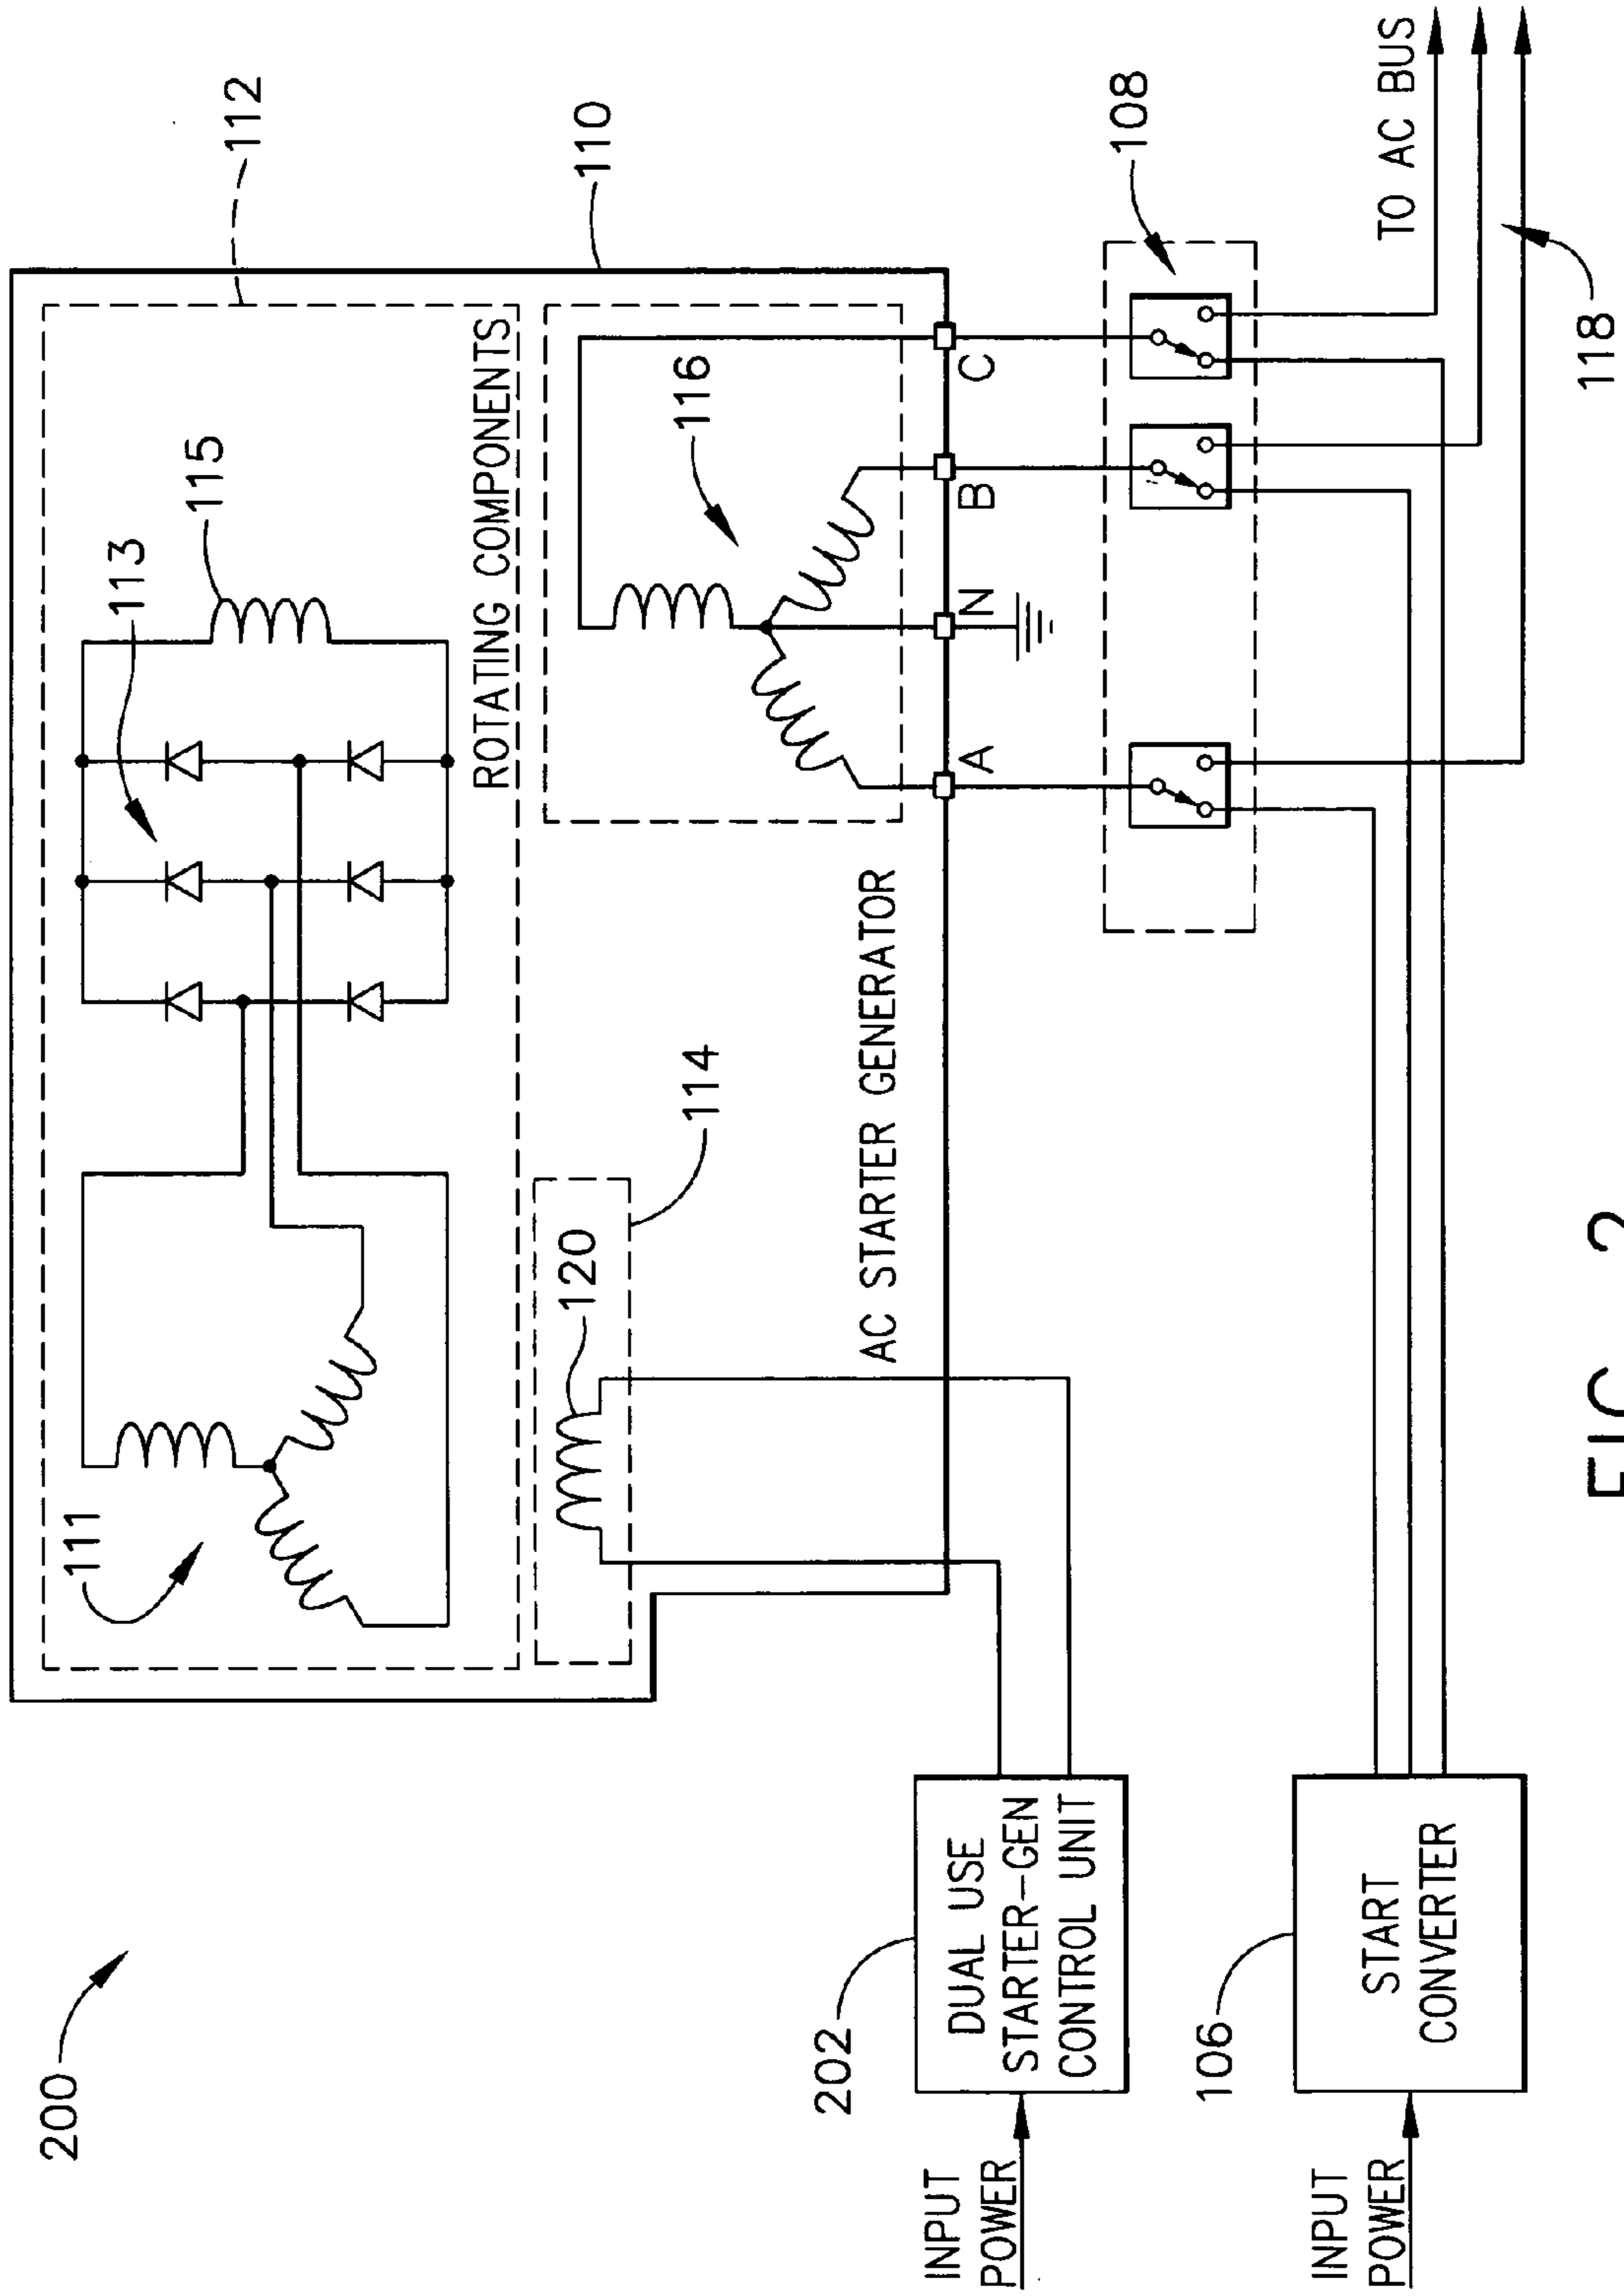 200
112
111
113
115
ROTATING COMPONENTS
110
116
120
114
AC STARTER GENERATOR
A
N
B
C
108
202
DUAL USE
STARTER-GEN
CONTROL UNIT
INPUT
POWER
106
START
CONVERTER
INPUT
POWER
TO AC BUS
118